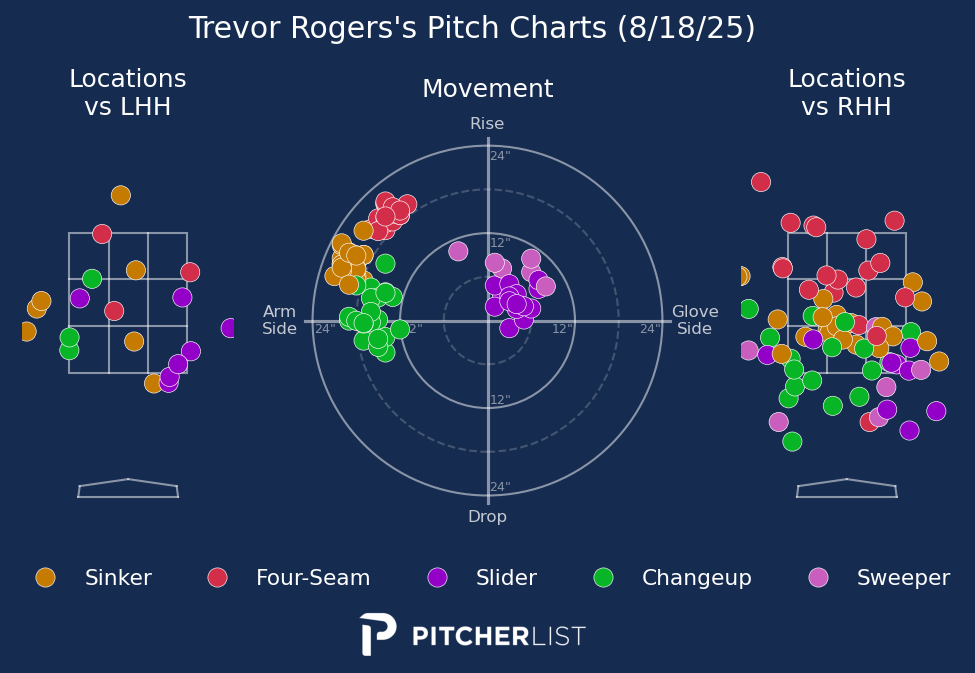 Trevor Rogers's Pitch Charts (8/18/25)
Locations
vs LHH
Movement
Locations
vs RHH
Rise
24"
12"
Arm
Side
24"
2"
12"
24"
Glove
Side
12"
24"
Drop
Sinker
Four-Seam
Slider
Changeup
Sweeper
PITCHERLIST